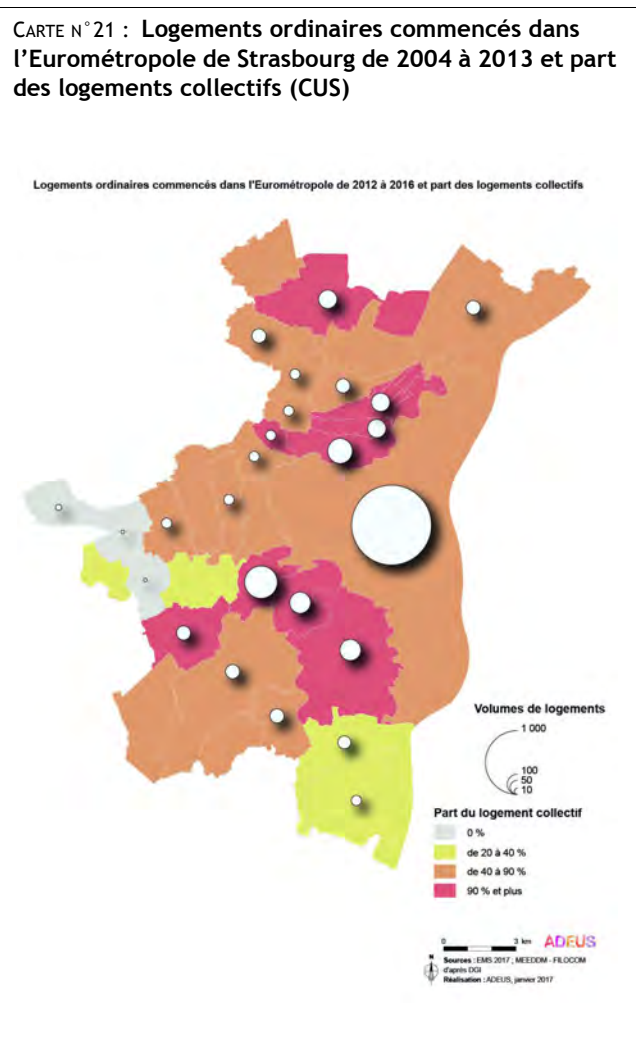 CARTE N°21 : Logements ordinaires commencés dans
l'Eurométropole de Strasbourg de 2004 à 2013 et part
des logements collectifs (CUS)
Logements ordinaires commencés dans l'Eurométropole de 2012 à 2016 et part des logements collectifs
Volumes de logements
1 000
100
50
10
Part du logement collectif
0 %
de 20 à 40 %
de 40 à 90 %
90 % et plus
0 3 km ADEUS
N
Sources : EMS 2017 ; MEEDDM - FILOCOM
d'après DGI
Réalisation : ADEUS, janvier 2017